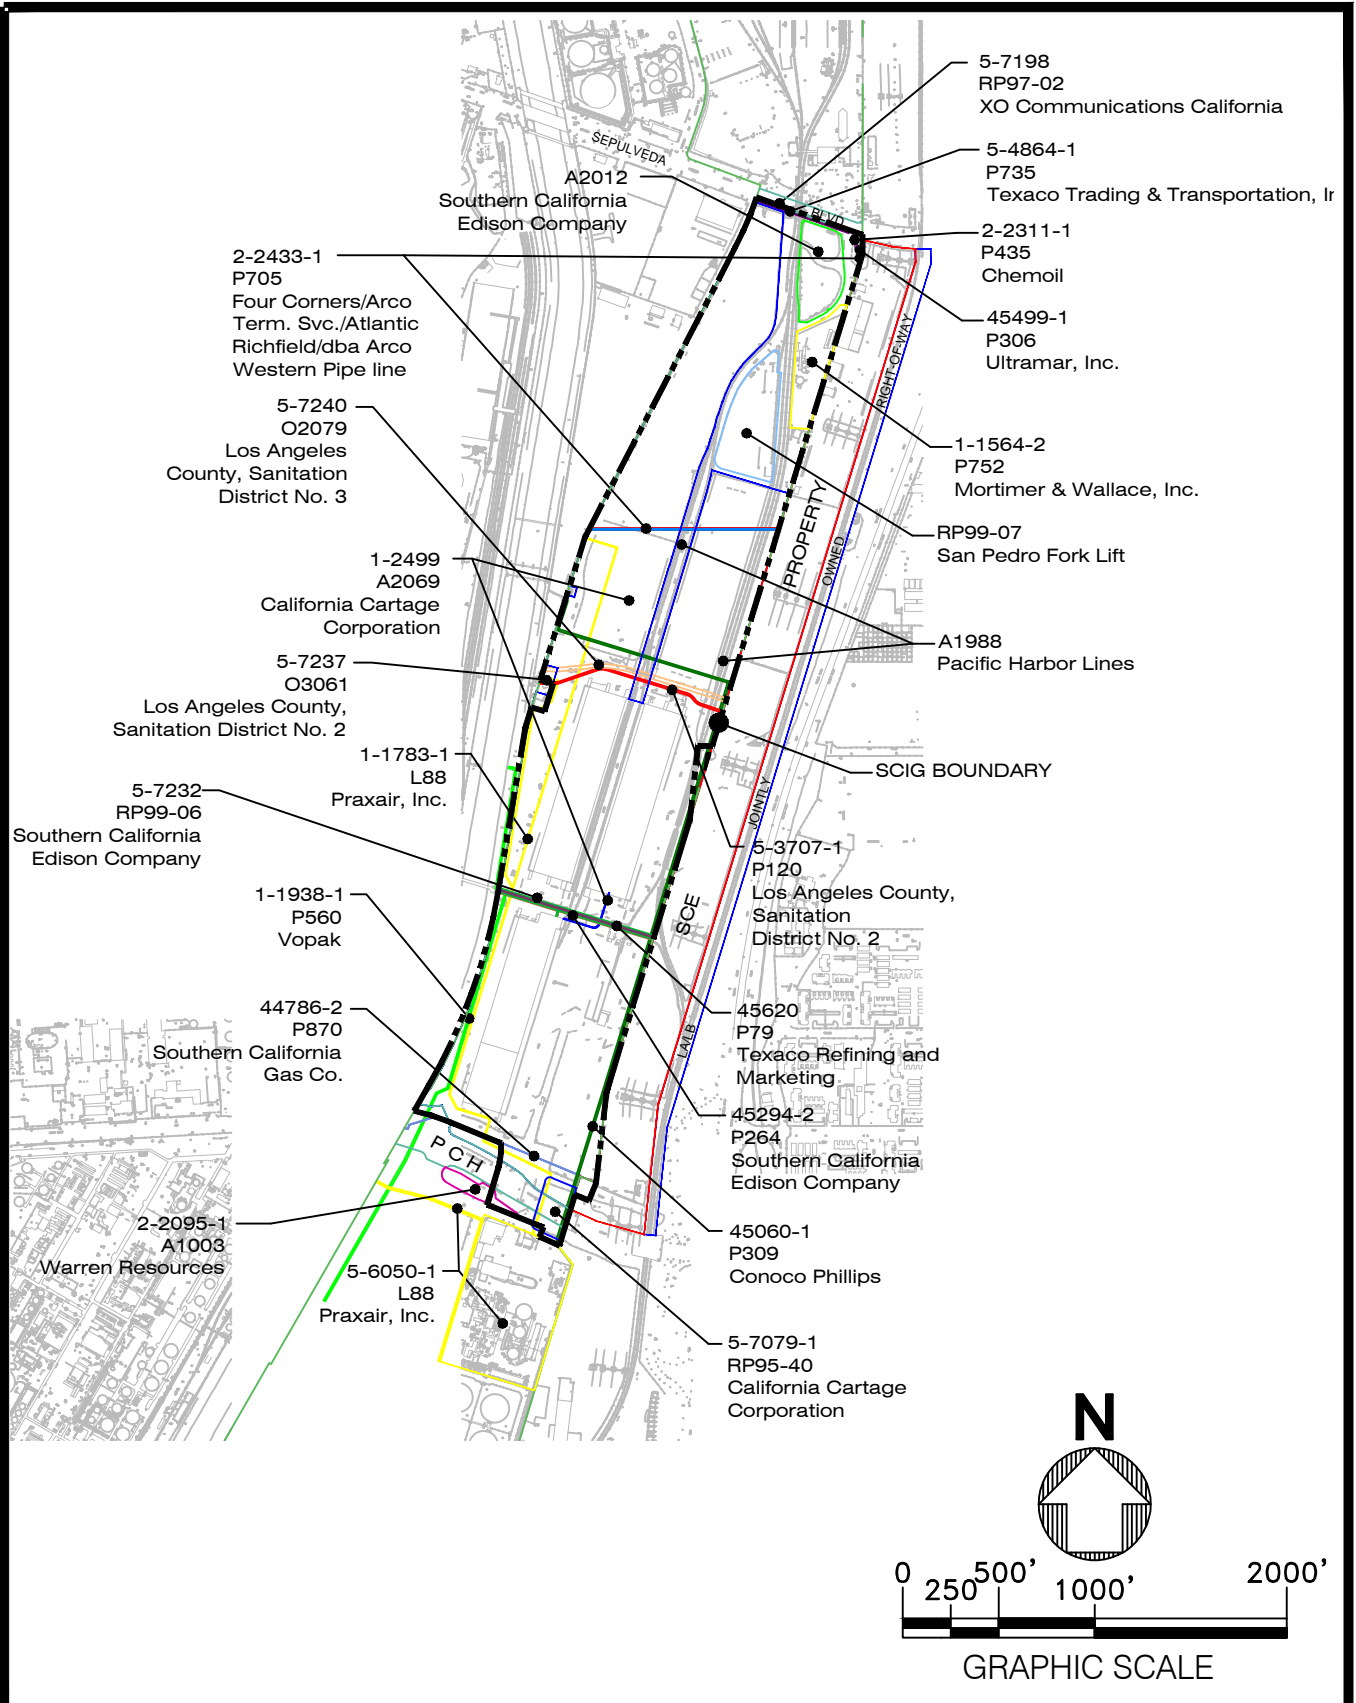 5-7198
RP97-02
XO Communications California
SEPULVEDA
BLVD
5-4864-1
P735
Texaco Trading & Transportation, Ir
A2012
Southern California
Edison Company
2-2311-1
P435
Chemoil
2-2433-1
P705
Four Corners/Arco
Term. Svc./Atlantic
Richfield/dba Arco
Western Pipe line
45499-1
P306
Ultramar, Inc.
RIGHT-OF-WAY
5-7240
O2079
Los Angeles
County, Sanitation
District No. 3
1-1564-2
P752
Mortimer & Wallace, Inc.
PROPERTY
OWNED
RP99-07
San Pedro Fork Lift
1-2499
A2069
California Cartage
Corporation
A1988
Pacific Harbor Lines
5-7237
O3061
Los Angeles County,
Sanitation District No. 2
SCIG BOUNDARY
1-1783-1
L88
Praxair, Inc.
JOINTLY
5-7232
RP99-06
Southern California
Edison Company
5-3707-1
P120
Los Angeles County,
Sanitation
District No. 2
SCE
1-1938-1
P560
Vopak
44786-2
P870
Southern California
Gas Co.
45620
P79
Texaco Refining and
Marketing
LA/LB
45294-2
P264
Southern California
Edison Company
PCH
2-2095-1
A1003
Warren Resources
45060-1
P309
Conoco Phillips
5-6050-1
L88
Praxair, Inc.
5-7079-1
RP95-40
California Cartage
Corporation
N
0 250 500' 1000' 2000'
GRAPHIC SCALE